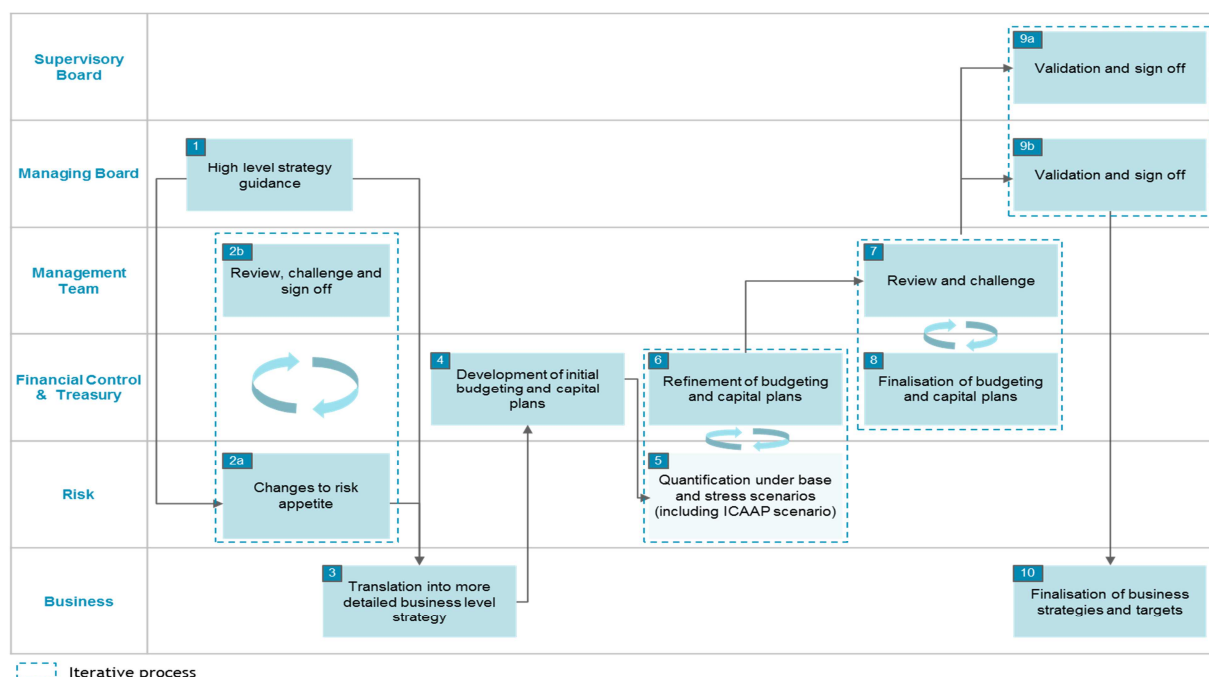 Supervisory
Board
9a
Validation and sign off
Managing Board
1
High level strategy
guidance
9b
Validation and sign off
Management
Team
2b
Review, challenge and
sign off
7
Review and challenge
Financial Control
& Treasury
4
Development of initial
budgeting and capital
plans
6
Refinement of budgeting
and capital plans
8
Finalisation of budgeting
and capital plans
Risk
2a
Changes to risk
appetite
5
Quantification under base
and stress scenarios
(including ICAAP scenario)
Business
3
Translation into more
detailed business level
strategy
10
Finalisation of business
strategies and targets
Iterative process